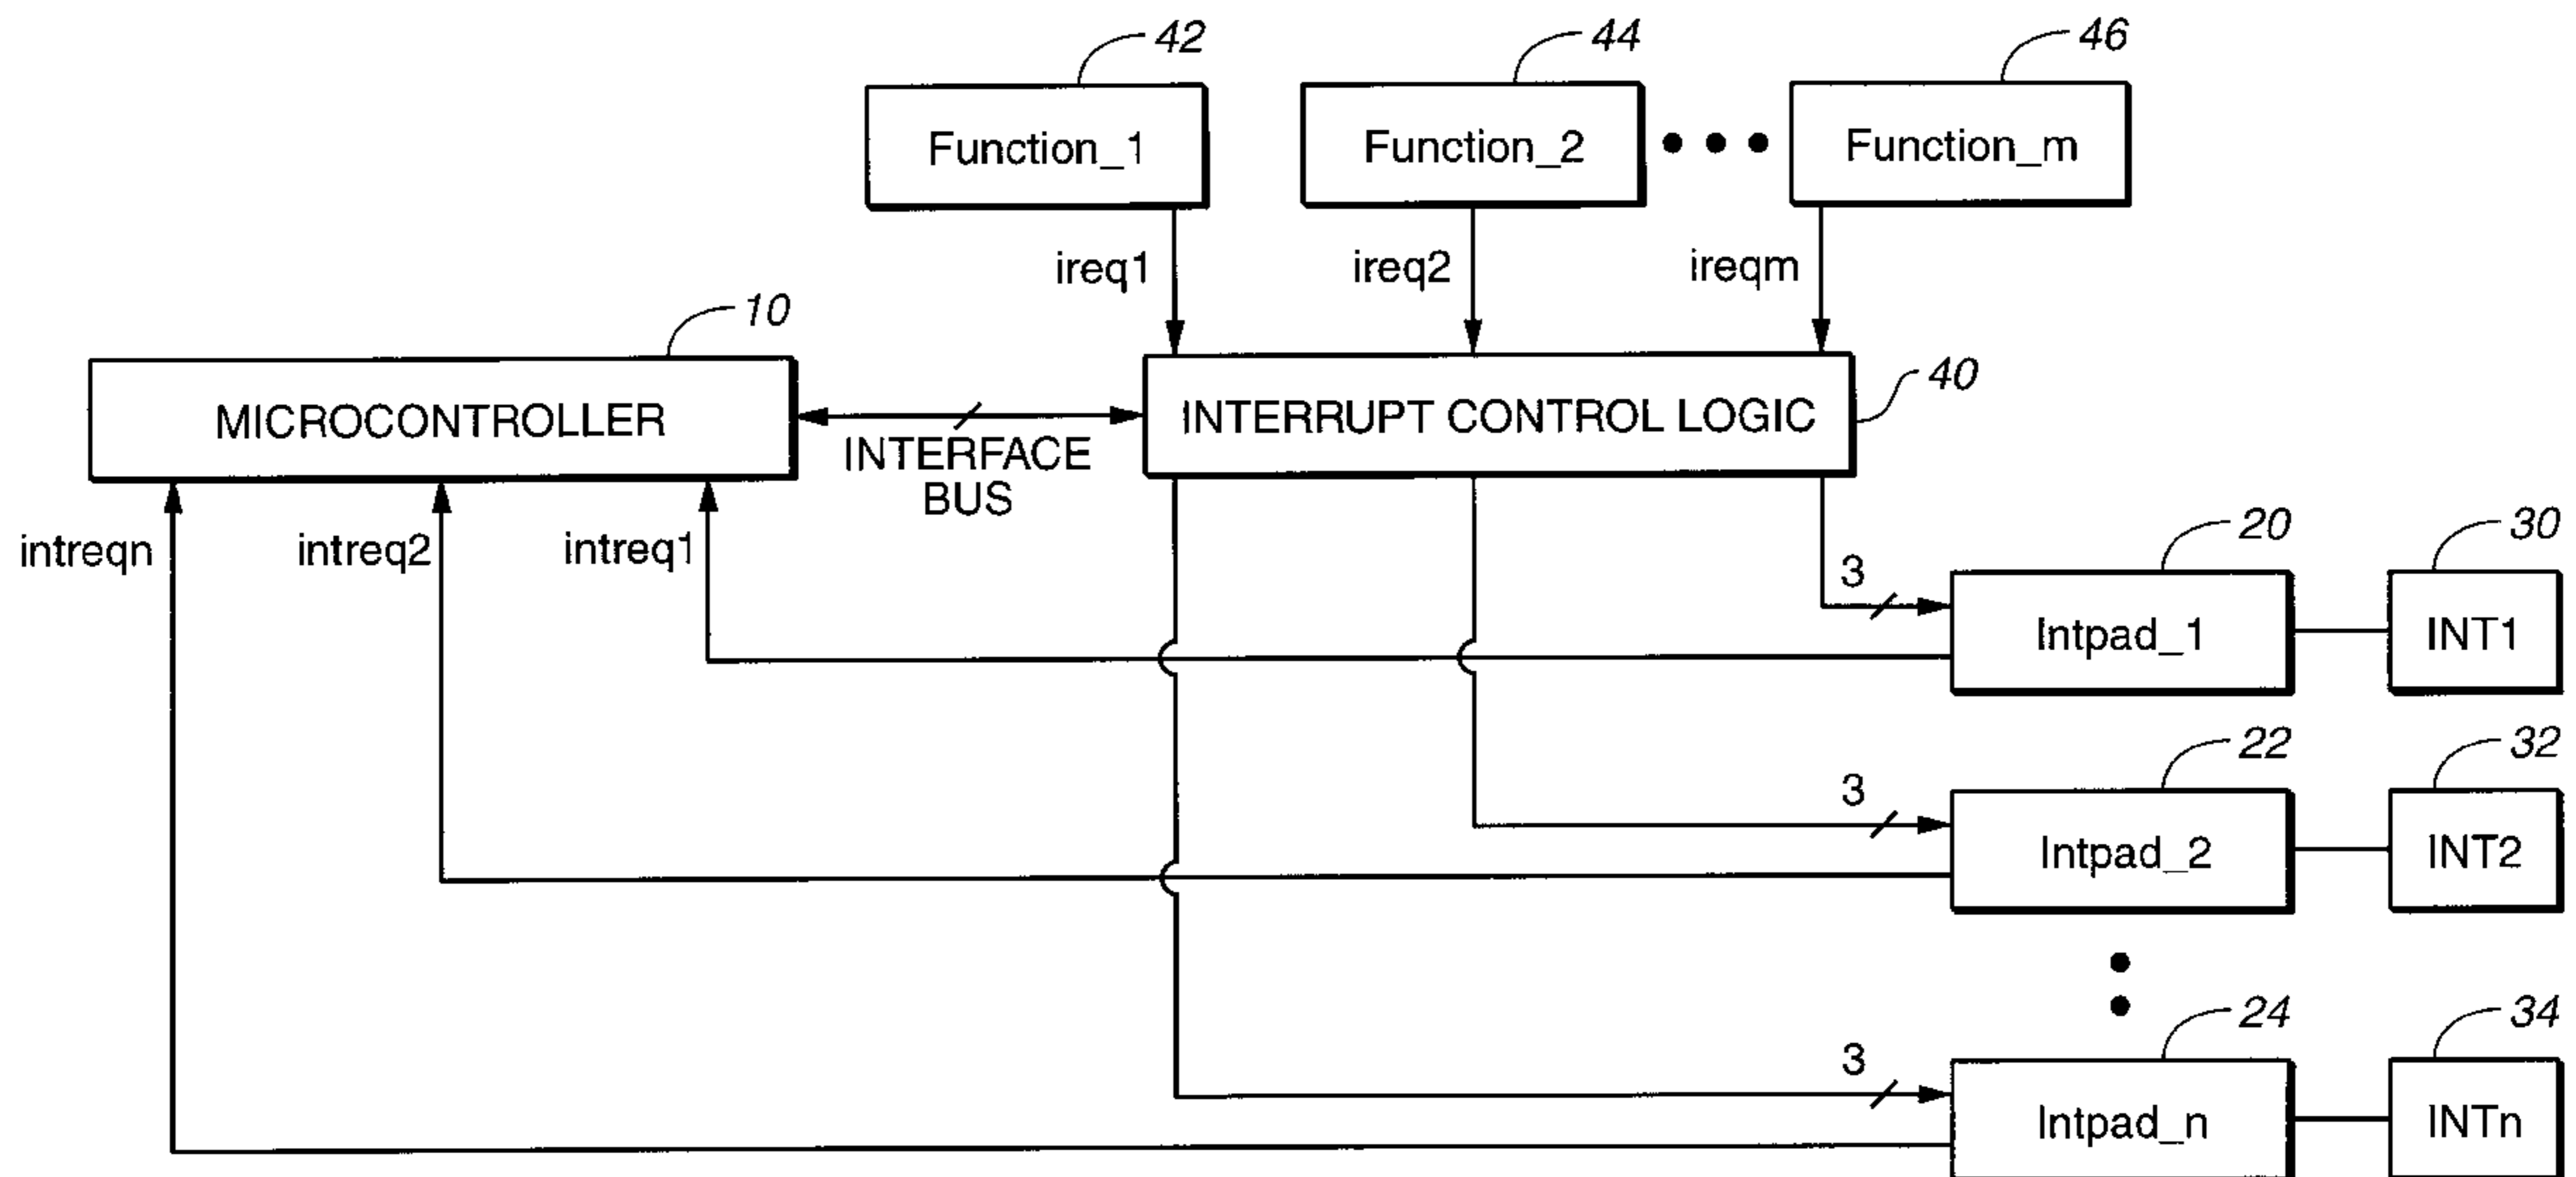 42
44
46
Function_1
Function_2
Function_m
ireq1
ireq2
ireqm
10
40
MICROCONTROLLER
INTERFACE
BUS
INTERRUPT CONTROL LOGIC
intreqn
intreq2
intreq1
20
30
3
Intpad_1
INT1
22
32
3
Intpad_2
INT2
24
34
3
Intpad_n
INTn